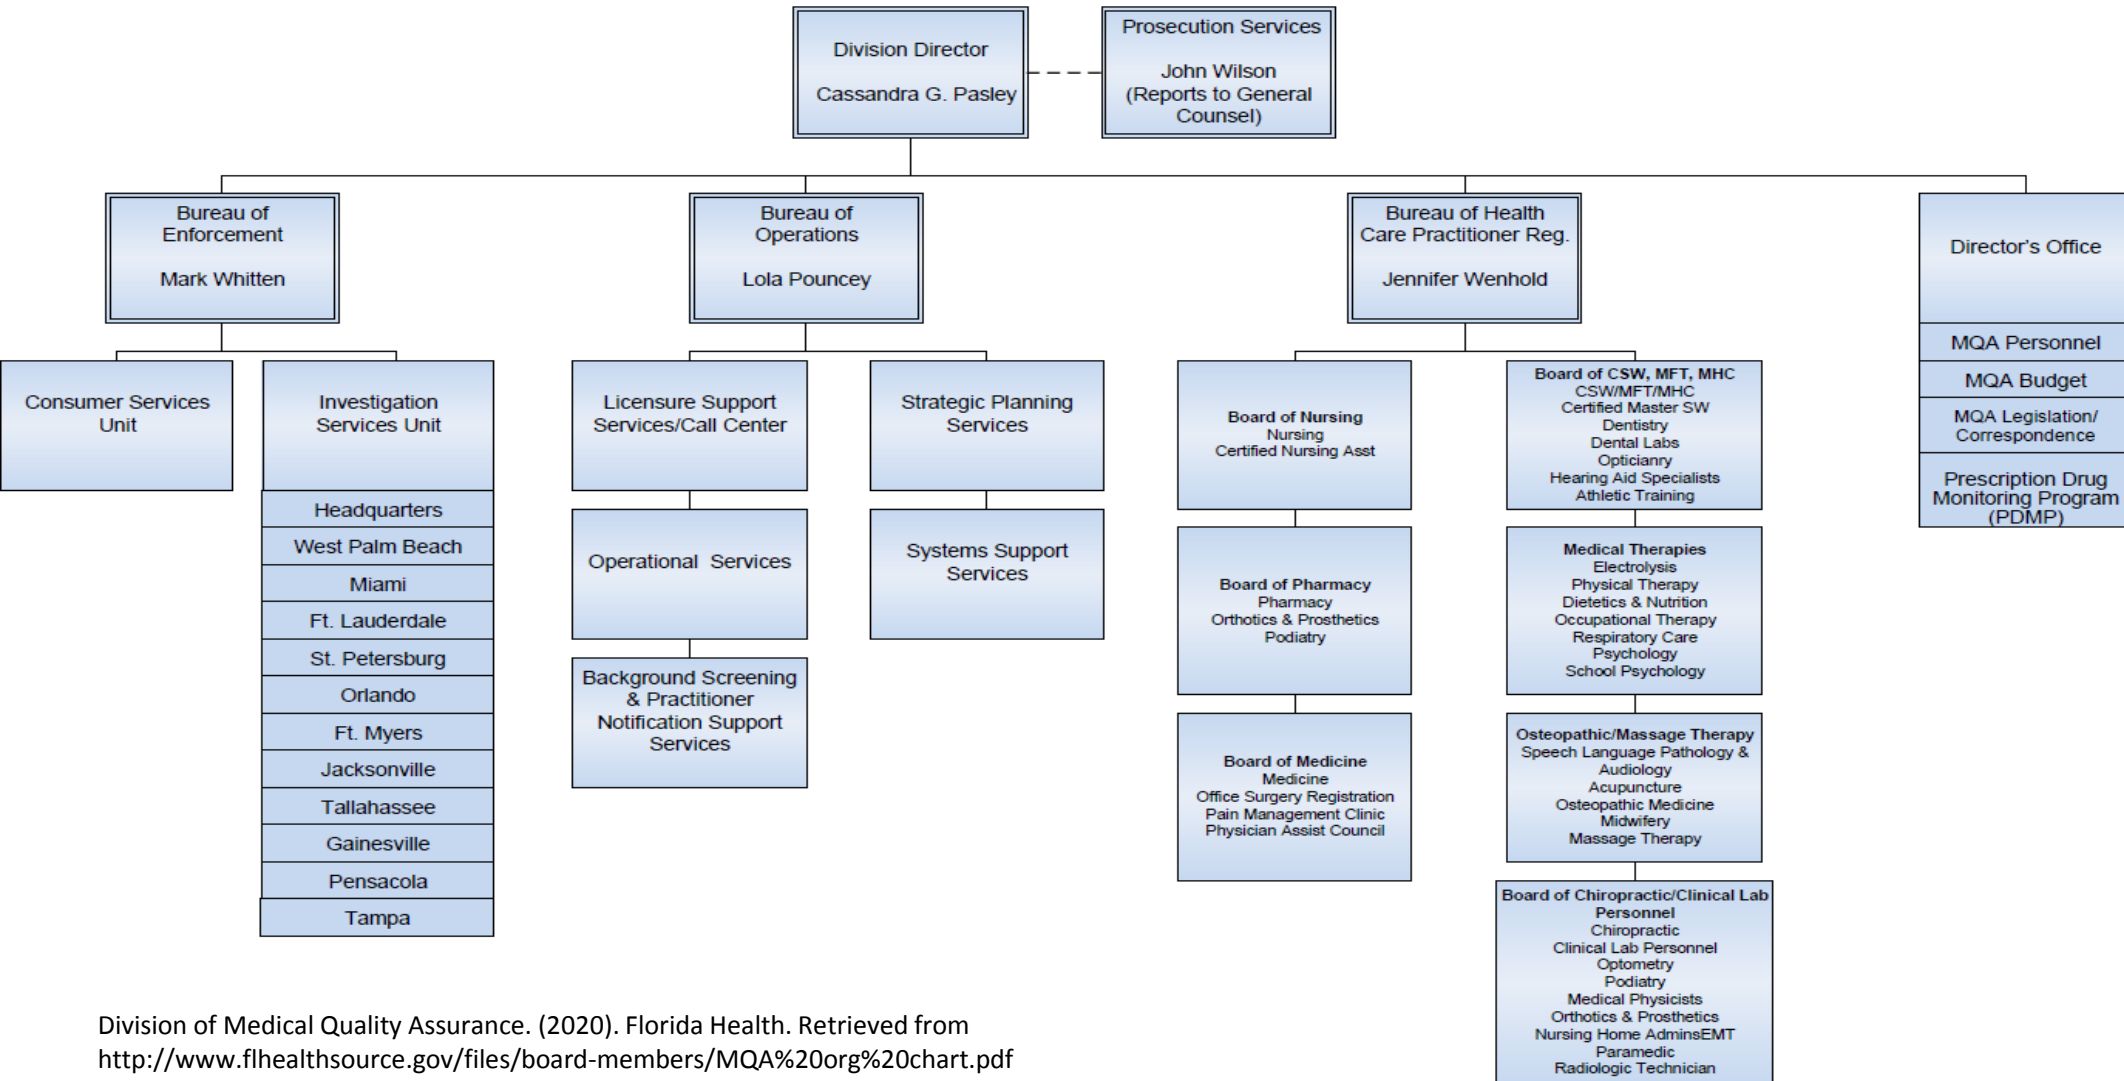 Division Director
Cassandra G. Pasley
Prosecution Services
John Wilson
(Reports to General
Counsel)
Bureau of
Enforcement
Mark Whitten
Bureau of
Operations
Lola Pouncey
Bureau of Health
Care Practitioner Reg.
Jennifer Wenhold
Director's Office
MQA Personnel
MQA Budget
MQA Legislation/
Correspondence
Prescription Drug
Monitoring Program
(PDMP)
Consumer Services
Unit
Investigation
Services Unit
Headquarters
West Palm Beach
Miami
Ft. Lauderdale
St. Petersburg
Orlando
Ft. Myers
Jacksonville
Tallahassee
Gainesville
Pensacola
Tampa
Licensure Support
Services/Call Center
Operational  Services
Background Screening
& Practitioner
Notification Support
Services
Strategic Planning
Services
Systems Support
Services
Board of Nursing
Nursing
Certified Nursing Asst
Board of Pharmacy
Pharmacy
Orthotics & Prosthetics
Podiatry
Board of Medicine
Medicine
Office Surgery Registration
Pain Management Clinic
Physician Assist Council
Board of CSW, MFT, MHC
CSW/MFT/MHC
Certified Master SW
Dentistry
Dental Labs
Opticianry
Hearing Aid Specialists
Athletic Training
Medical Therapies
Electrolysis
Physical Therapy
Dietetics & Nutrition
Occupational Therapy
Respiratory Care
Psychology
School Psychology
Osteopathic/Massage Therapy
Speech Language Pathology &
Audiology
Acupuncture
Osteopathic Medicine
Midwifery
Massage Therapy
Board of Chiropractic/Clinical Lab
Personnel
Chiropractic
Clinical Lab Personnel
Optometry
Podiatry
Medical Physicists
Orthotics & Prosthetics
Nursing Home AdminsEMT
Paramedic
Radiologic Technician
Division of Medical Quality Assurance. (2020). Florida Health. Retrieved from
http://www.flhealthsource.gov/files/board-members/MQA%20org%20chart.pdf